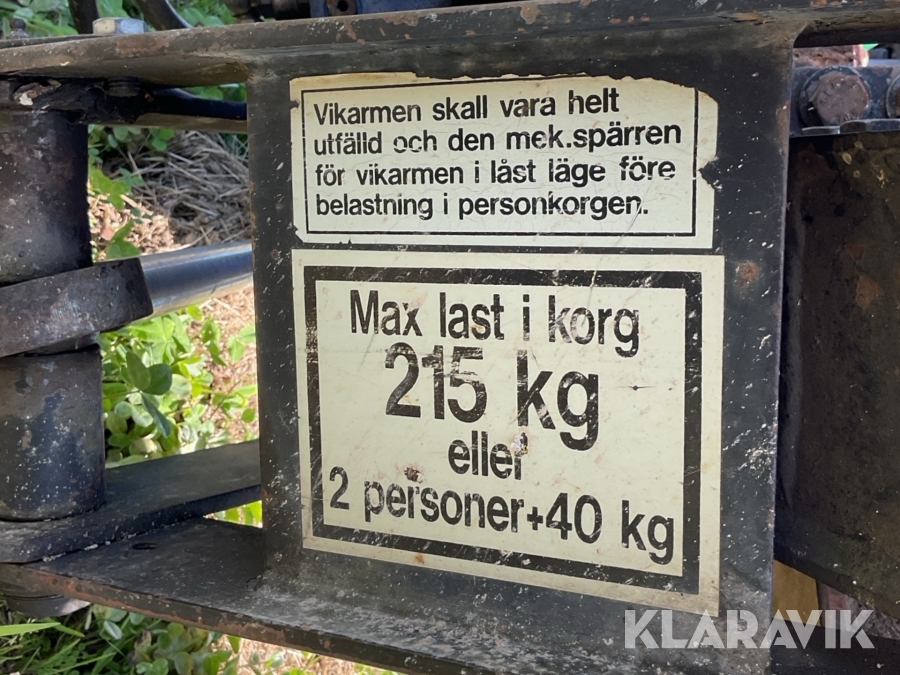 Vikarmen skall vara helt
utfälld och den mek.spärren
för vikarmen i låst läge före
belastning i personkorgen.
Max last i korg
215 kg
eller
2 personer+40 kg
KLARAVIK